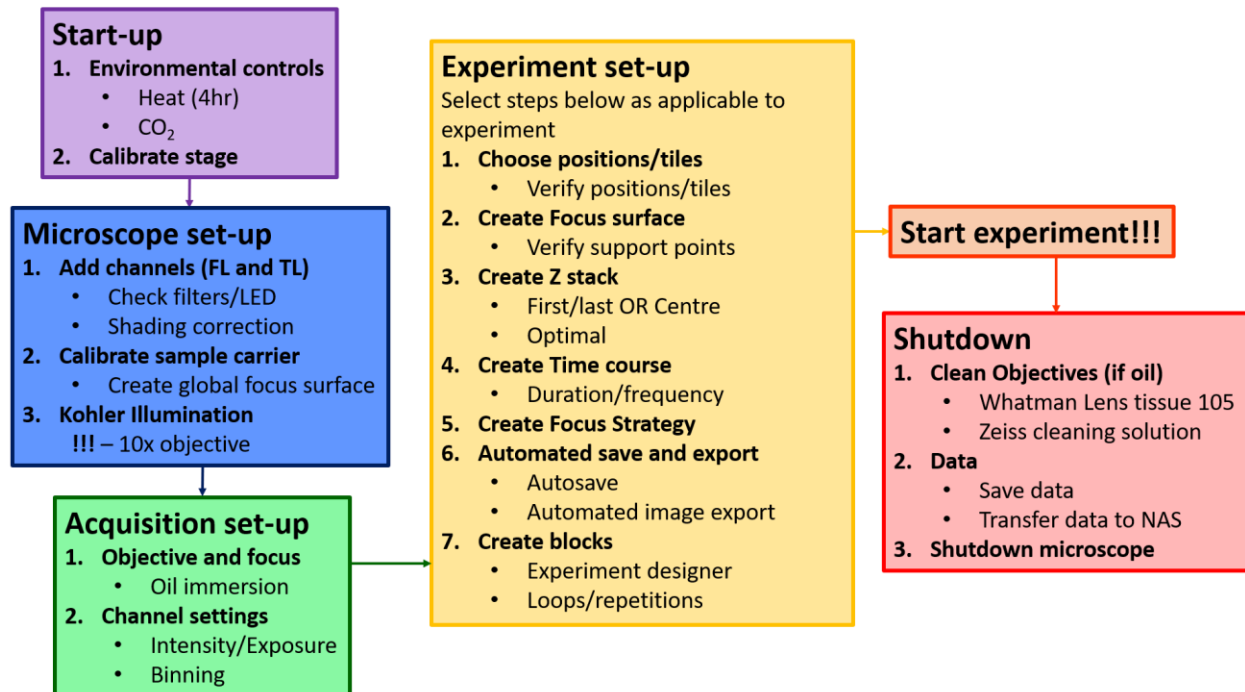 Start-up
1. Environmental controls
• Heat (4hr)
• CO₂
2. Calibrate stage
Microscope set-up
1. Add channels (FL and TL)
• Check filters/LED
• Shading correction
2. Calibrate sample carrier
• Create global focus surface
3. Kohler Illumination
!!! – 10x objective
Acquisition set-up
1. Objective and focus
• Oil immersion
2. Channel settings
• Intensity/Exposure
• Binning
Experiment set-up
Select steps below as applicable to
experiment
1. Choose positions/tiles
• Verify positions/tiles
2. Create Focus surface
• Verify support points
3. Create Z stack
• First/last OR Centre
• Optimal
4. Create Time course
• Duration/frequency
5. Create Focus Strategy
6. Automated save and export
• Autosave
• Automated image export
7. Create blocks
• Experiment designer
• Loops/repetitions
Start experiment!!!
Shutdown
1. Clean Objectives (if oil)
• Whatman Lens tissue 105
• Zeiss cleaning solution
2. Data
• Save data
• Transfer data to NAS
3. Shutdown microscope